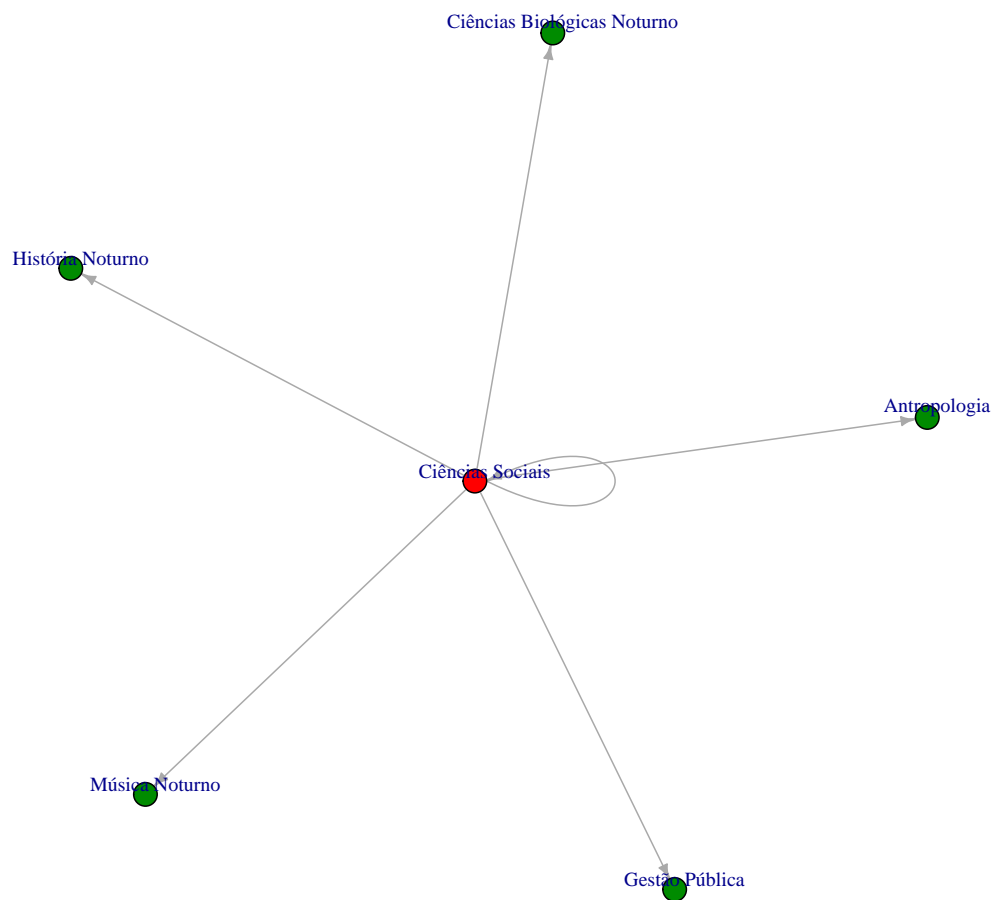 Ciências Biológicas Noturno
História Noturno
Antropologia
Ciências Sociais
Música Noturno
Gestão Pública